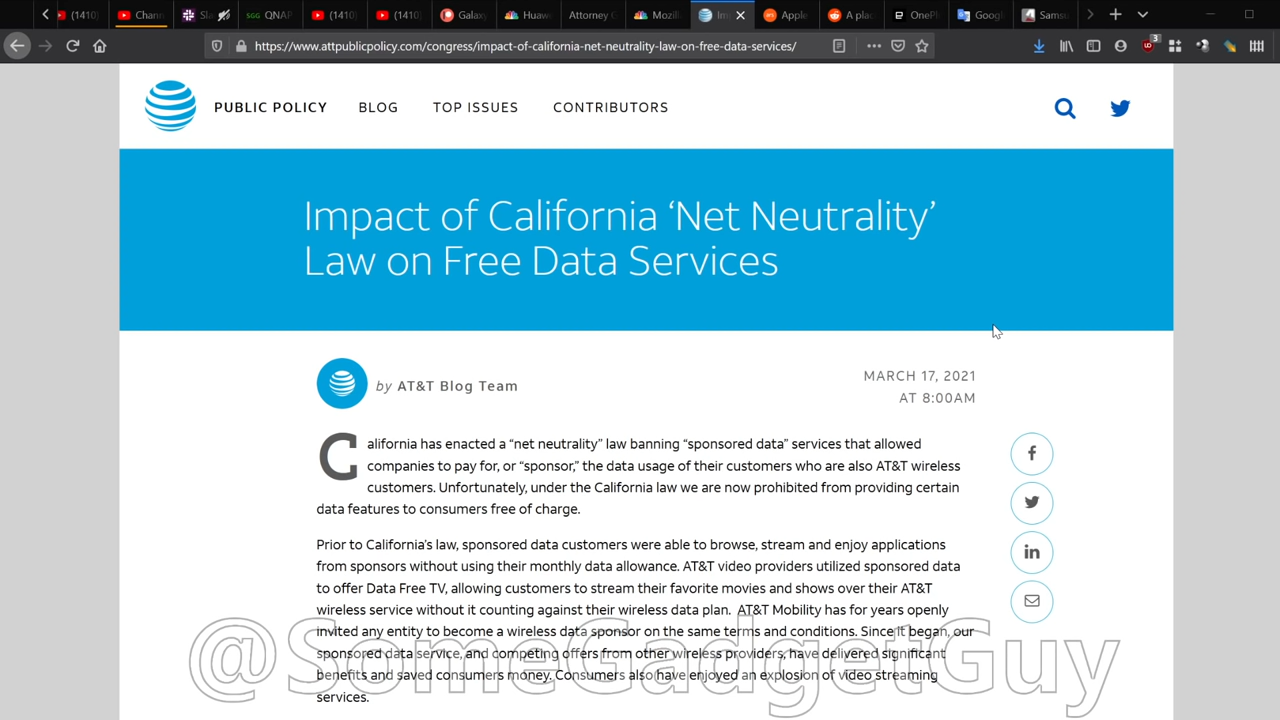 (1410)
Chann
Sla
SGG QNAP
(1410)
(1410)
Galaxy
Huaw
Attorney G
Mozill
Im
Apple
A plac
OneP
Googl
Samsu
https://www.attpublicpolicy.com/congress/impact-of-california-net-neutrality-law-on-free-data-services/
3
PUBLIC POLICY BLOG TOP ISSUES CONTRIBUTORS
Impact of California ‘Net Neutrality’
Law on Free Data Services
by AT&T Blog Team
MARCH 17, 2021
AT 8:00AM
California has enacted a “net neutrality” law banning “sponsored data” services that allowed
companies to pay for, or “sponsor,” the data usage of their customers who are also AT&T wireless
customers. Unfortunately, under the California law we are now prohibited from providing certain
data features to consumers free of charge.
Prior to California’s law, sponsored data customers were able to browse, stream and enjoy applications
from sponsors without using their monthly data allowance. AT&T video providers utilized sponsored data
to offer Data Free TV, allowing customers to stream their favorite movies and shows over their AT&T
wireless service without it counting against their wireless data plan. AT&T Mobility has for years openly
invited any entity to become a wireless data sponsor on the same terms and conditions. Since it began, our
sponsored data service, and competing offers from other wireless providers, have delivered significant
benefits and saved consumers money. Consumers also have enjoyed an explosion of video streaming
services.
@SomeGadgetGuy